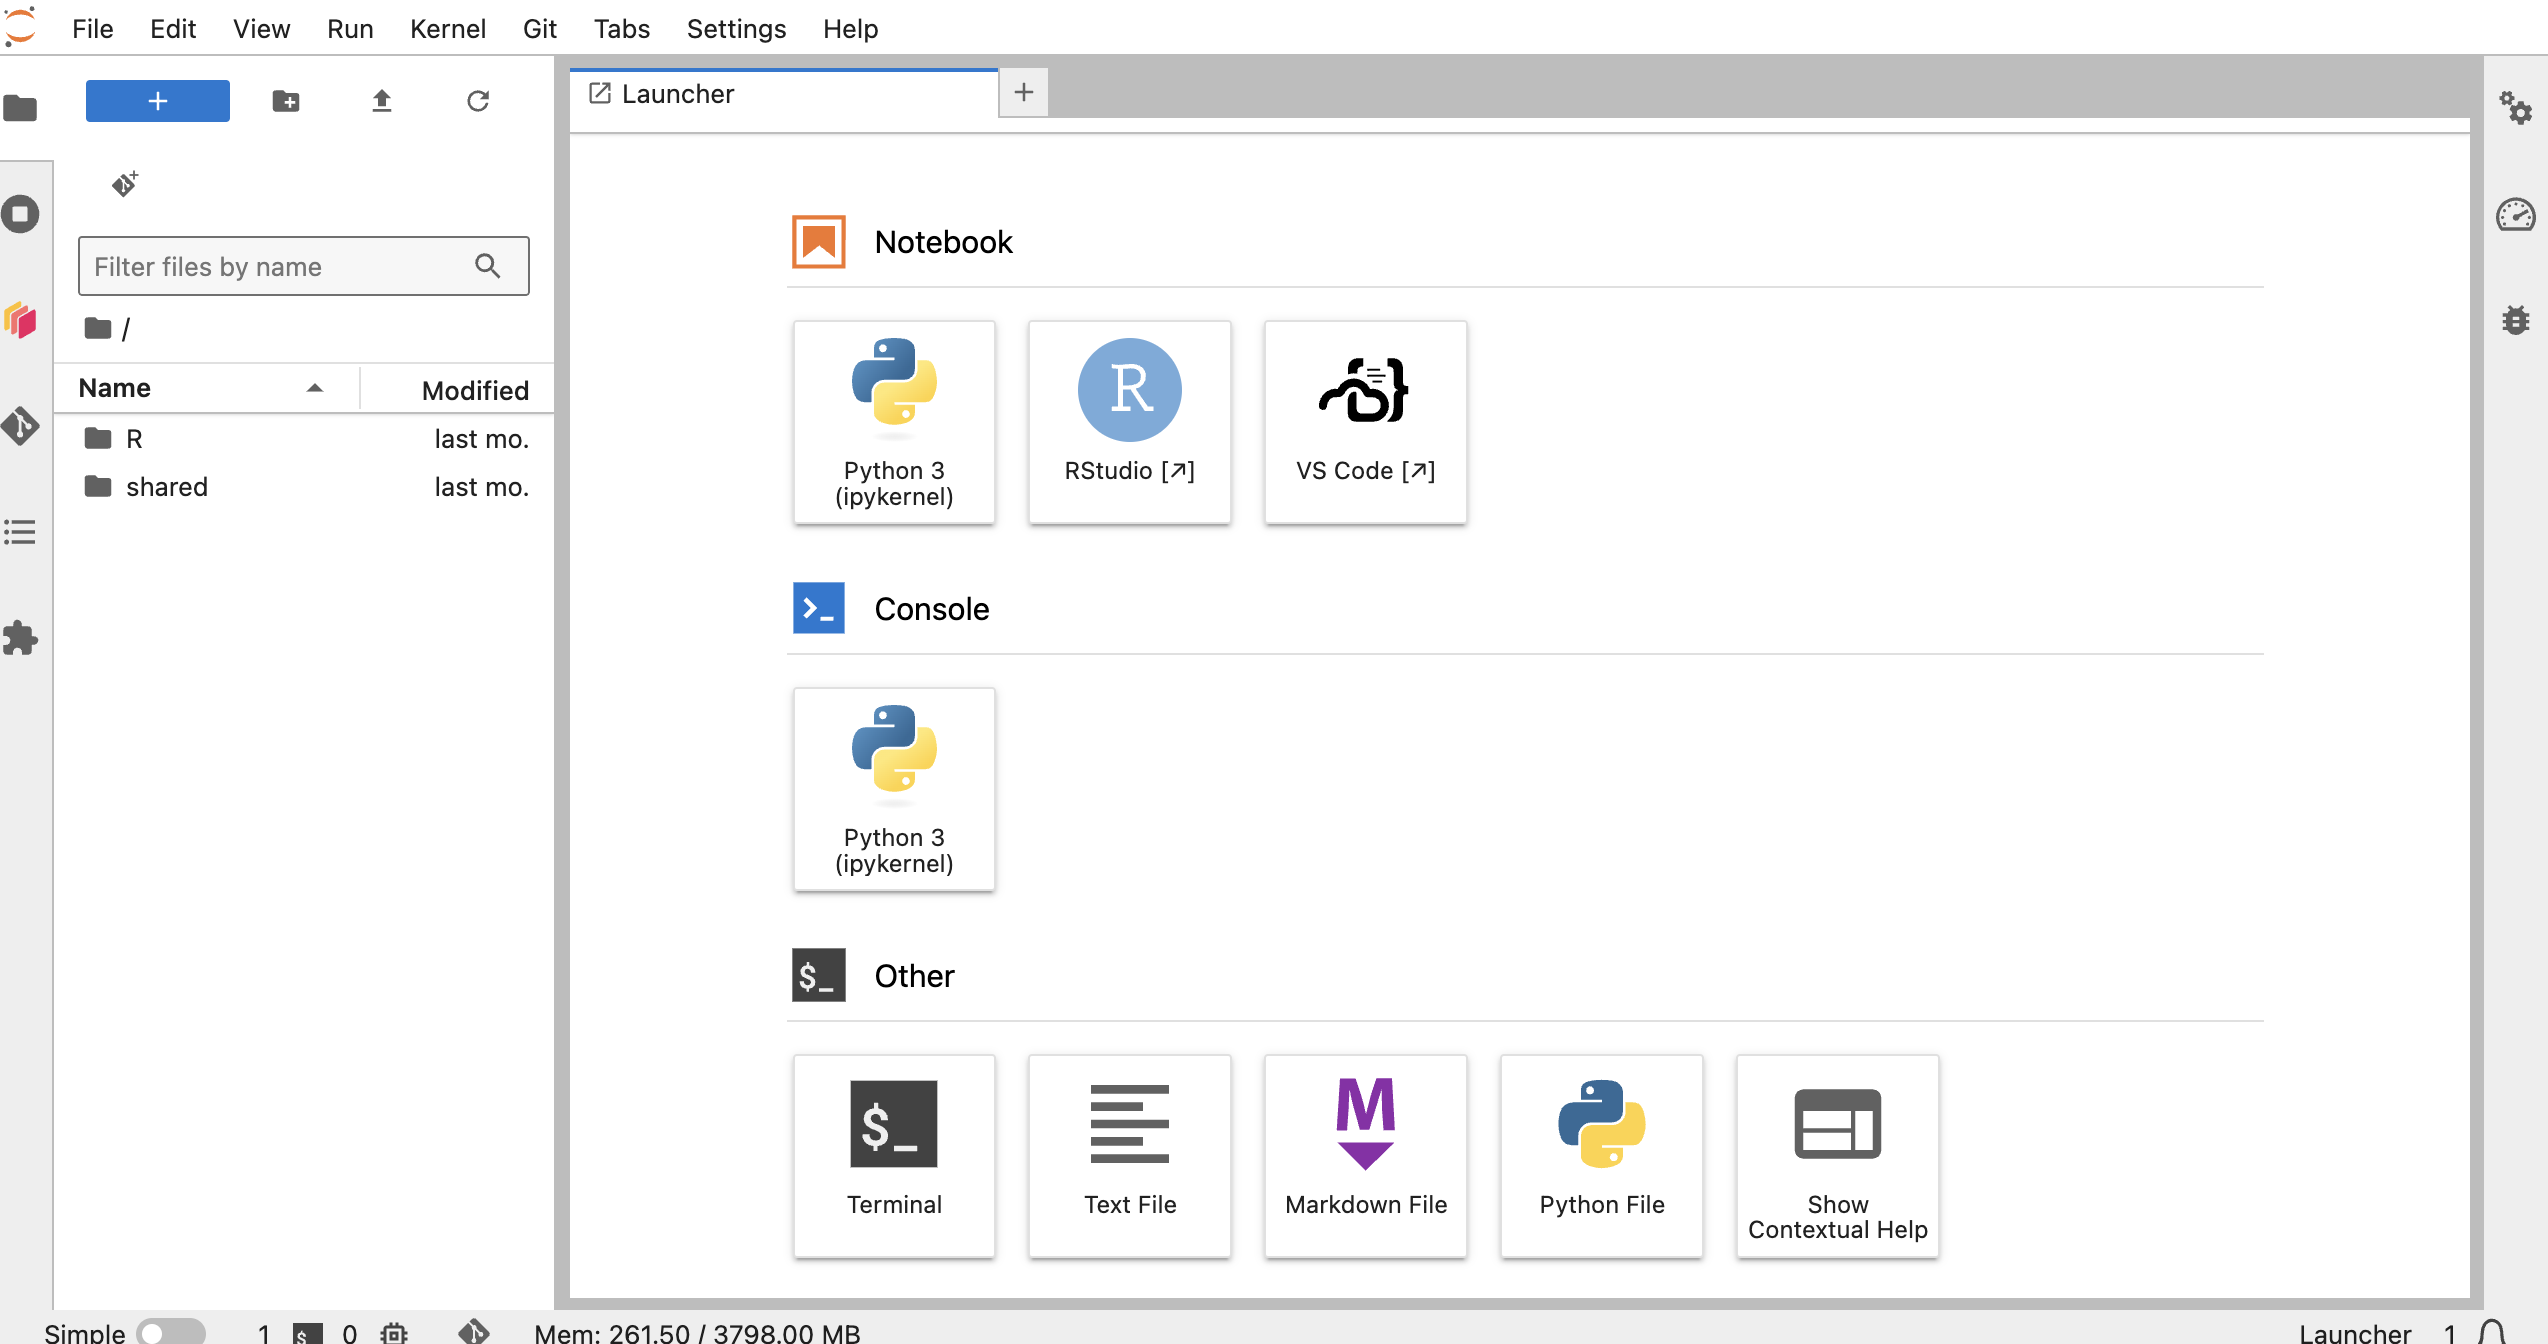 File Edit View Run Kernel Git Tabs Settings Help
+
Launcher
+
Filter files by name
/
Name
Modified
R
last mo.
shared
last mo.
Notebook
R
Python 3
(ipykernel)
RStudio [↗]
VS Code [↗]
>_ Console
Python 3
(ipykernel)
$_ Other
$_
M
Terminal
Text File
Markdown File
Python File
Show
Contextual Help
Simple
1
$
0
Mem: 261.50 / 3798.00 MB
Launcher
1